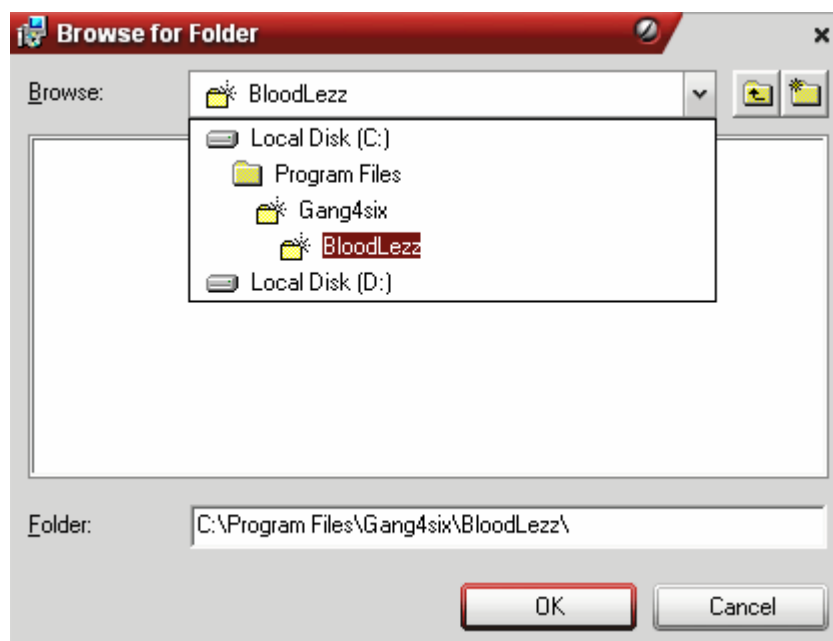 Browse for Folder
Browse: BloodLezz
Local Disk (C:)
Program Files
Gang4six
BloodLezz
Local Disk (D:)
Folder: C:\Program Files\Gang4six\BloodLezz\
OK Cancel